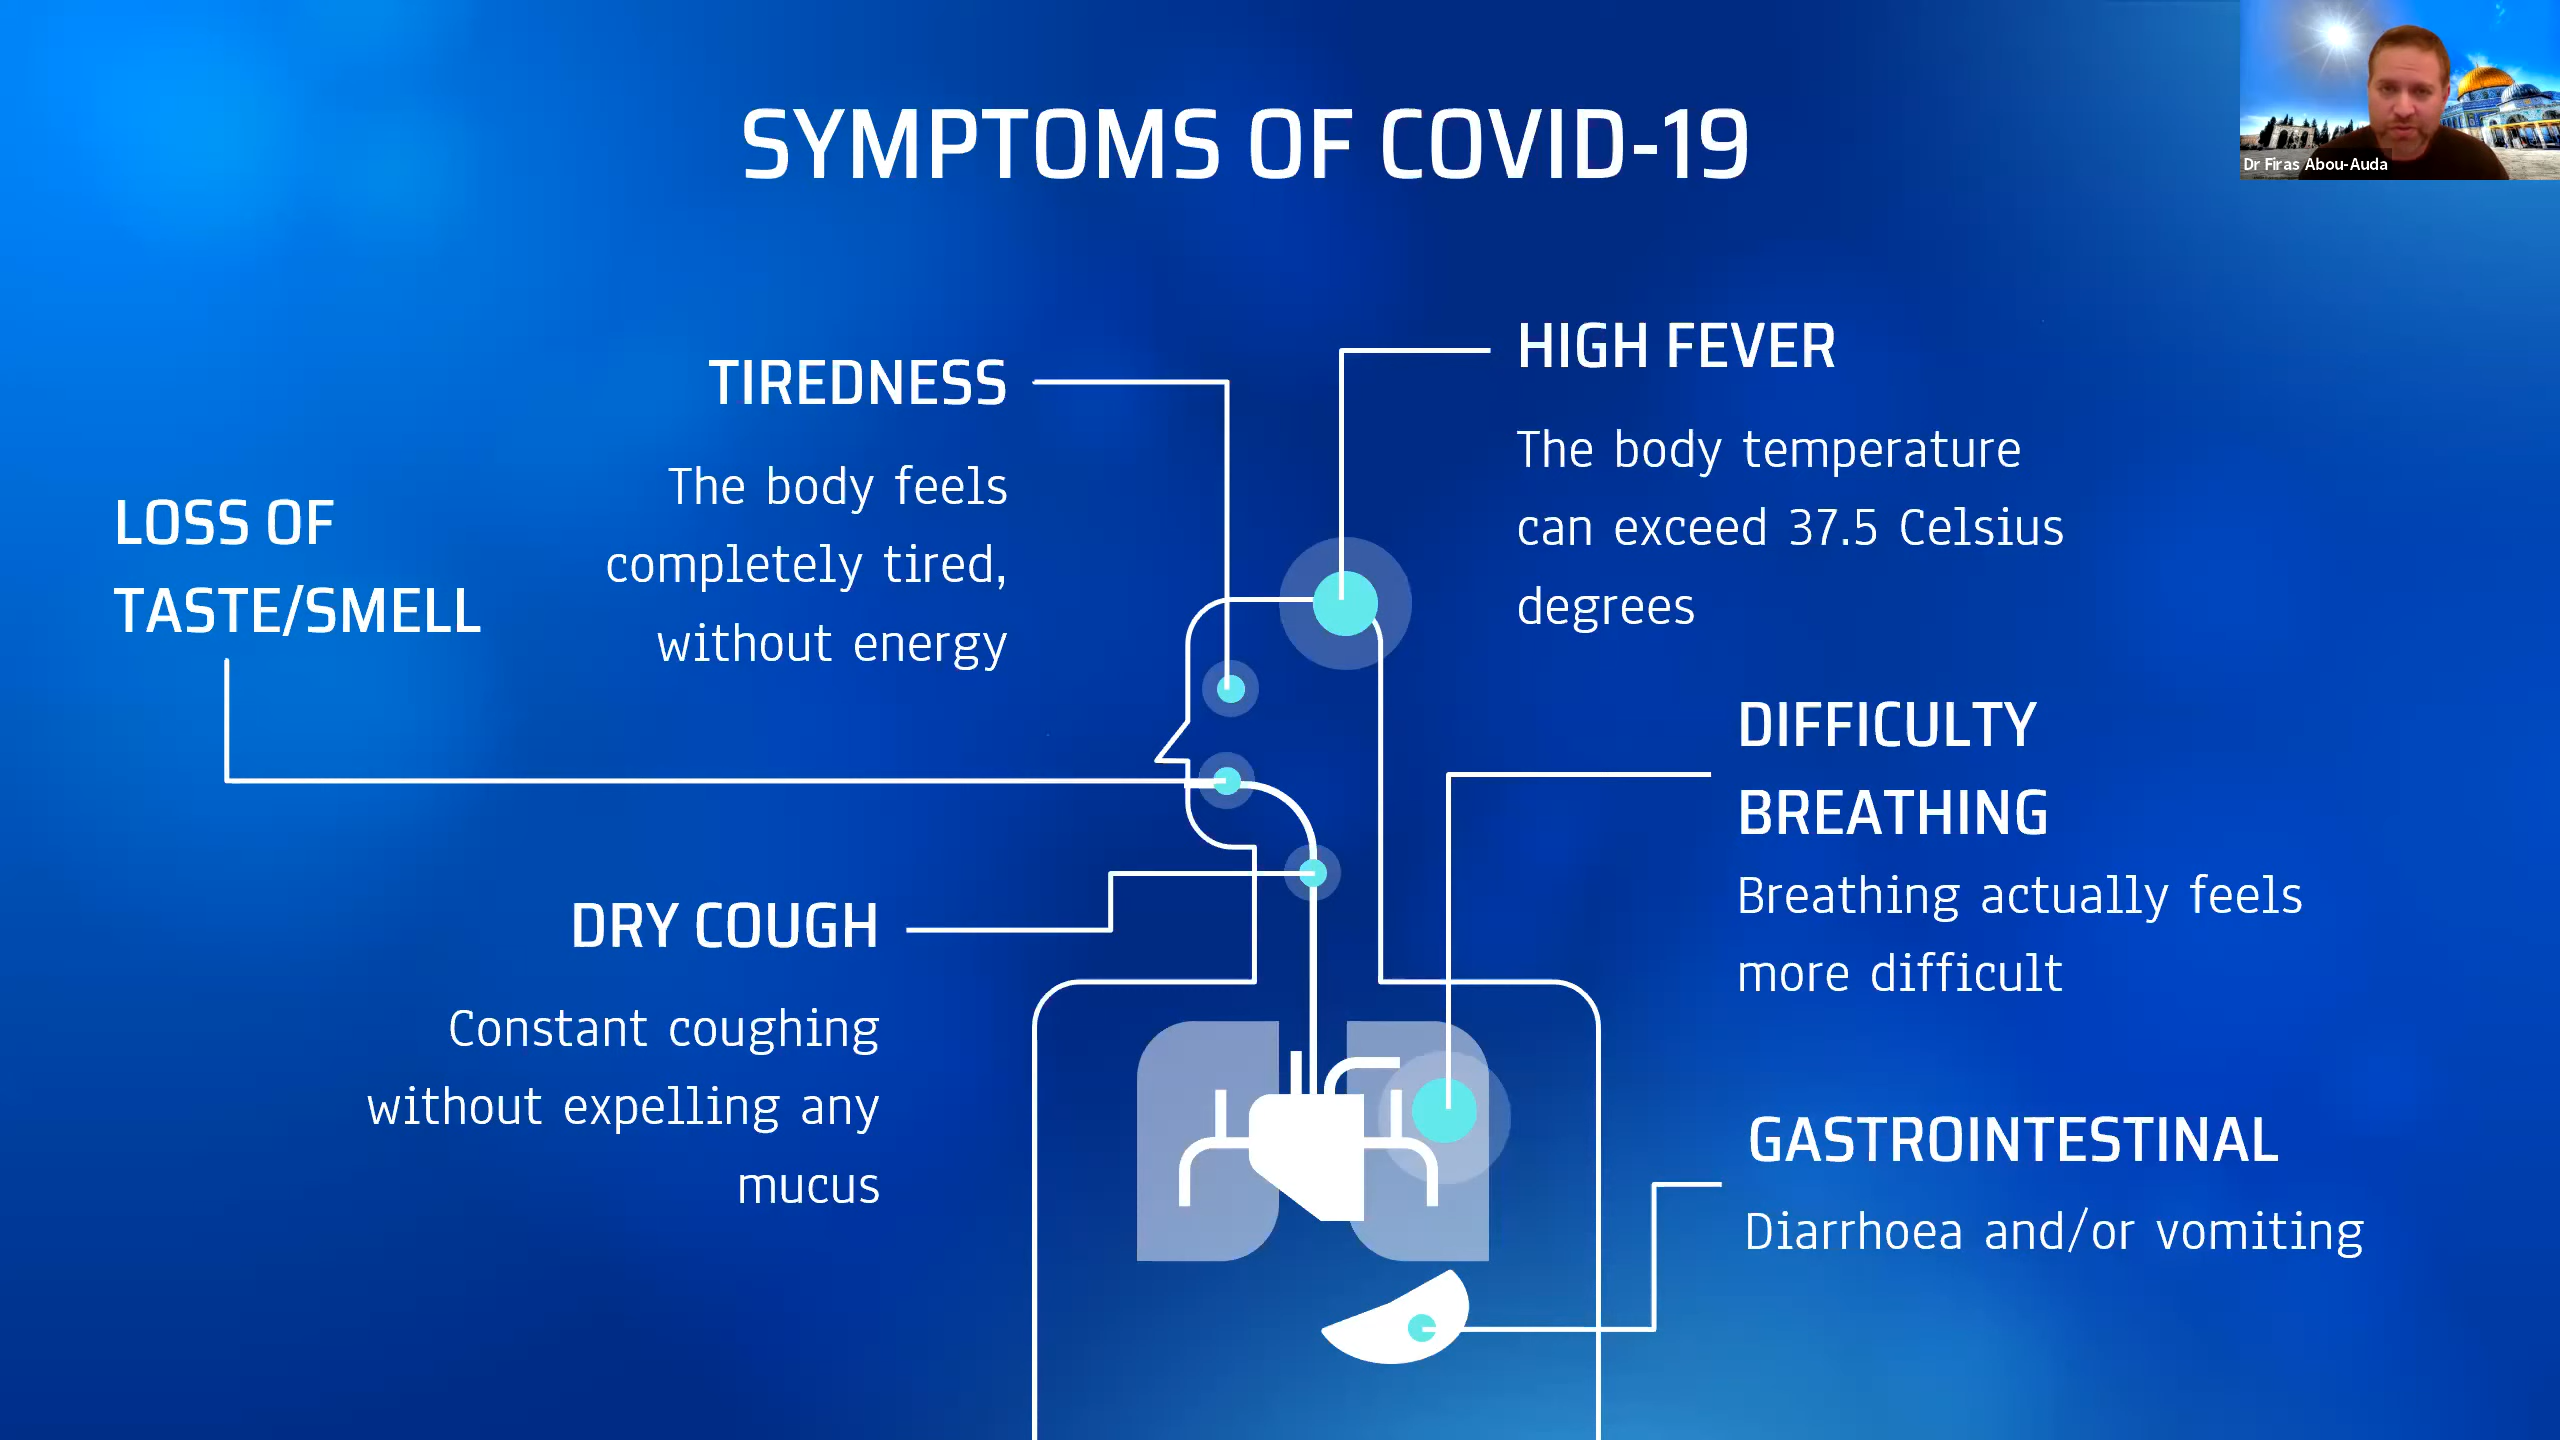 SYMPTOMS OF COVID-19
Dr Firas Abou-Auda
LOSS OF
TASTE/SMELL
TIREDNESS
The body feels
completely tired,
without energy
HIGH FEVER
The body temperature
can exceed 37.5 Celsius
degrees
DRY COUGH
Constant coughing
without expelling any
mucus
DIFFICULTY
BREATHING
Breathing actually feels
more difficult
GASTROINTESTINAL
Diarrhoea and/or vomiting